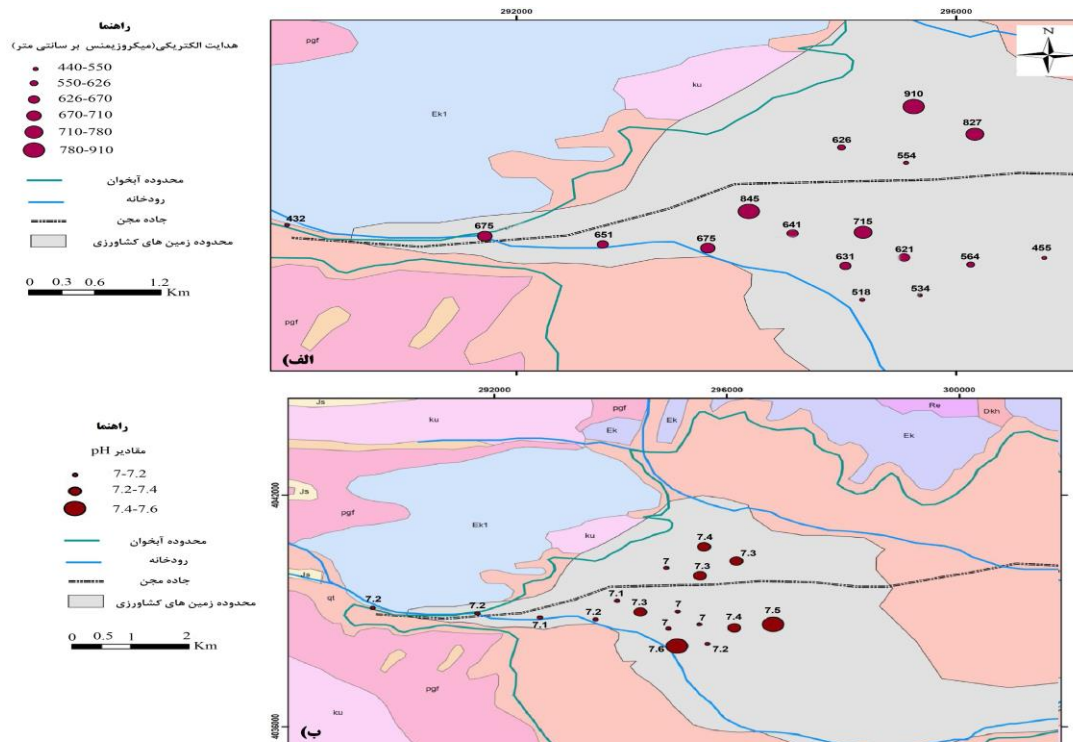 راهنما
هدایت الکتریکی(میکروزیمنس بر سانتی متر)
440-550
550-626
626-670
670-710
710-780
780-910
محدوده آبخوان
رودخانه
جاده مجن
محدوده زمین های کشاورزی
0 0.3 0.6 1.2
Km
292000 296000
N
pgf
ku
Ek1
910
827
626
554
432
845
675
651
675
641
715
631
621
564
455
518
534
pgf
الف)
راهنما
مقادیر pH
7-7.2
7.2-7.4
7.4-7.6
محدوده آبخوان
رودخانه
جاده مجن
محدوده زمین های کشاورزی
0 0.5 1 2
Km
292000 296000 300000
4042000
4036000
Js
ku
pgf
Ek
Ek
Re
Dkh
Ek
Js
pgf
Ek1
ku
Js
qt
7.4
7
7.3
7.3
7.2
7.2
7.1
7.2
7.1
7.3
7
7
7
7.4
7.5
7.6
7.2
pgf
ku
ب)